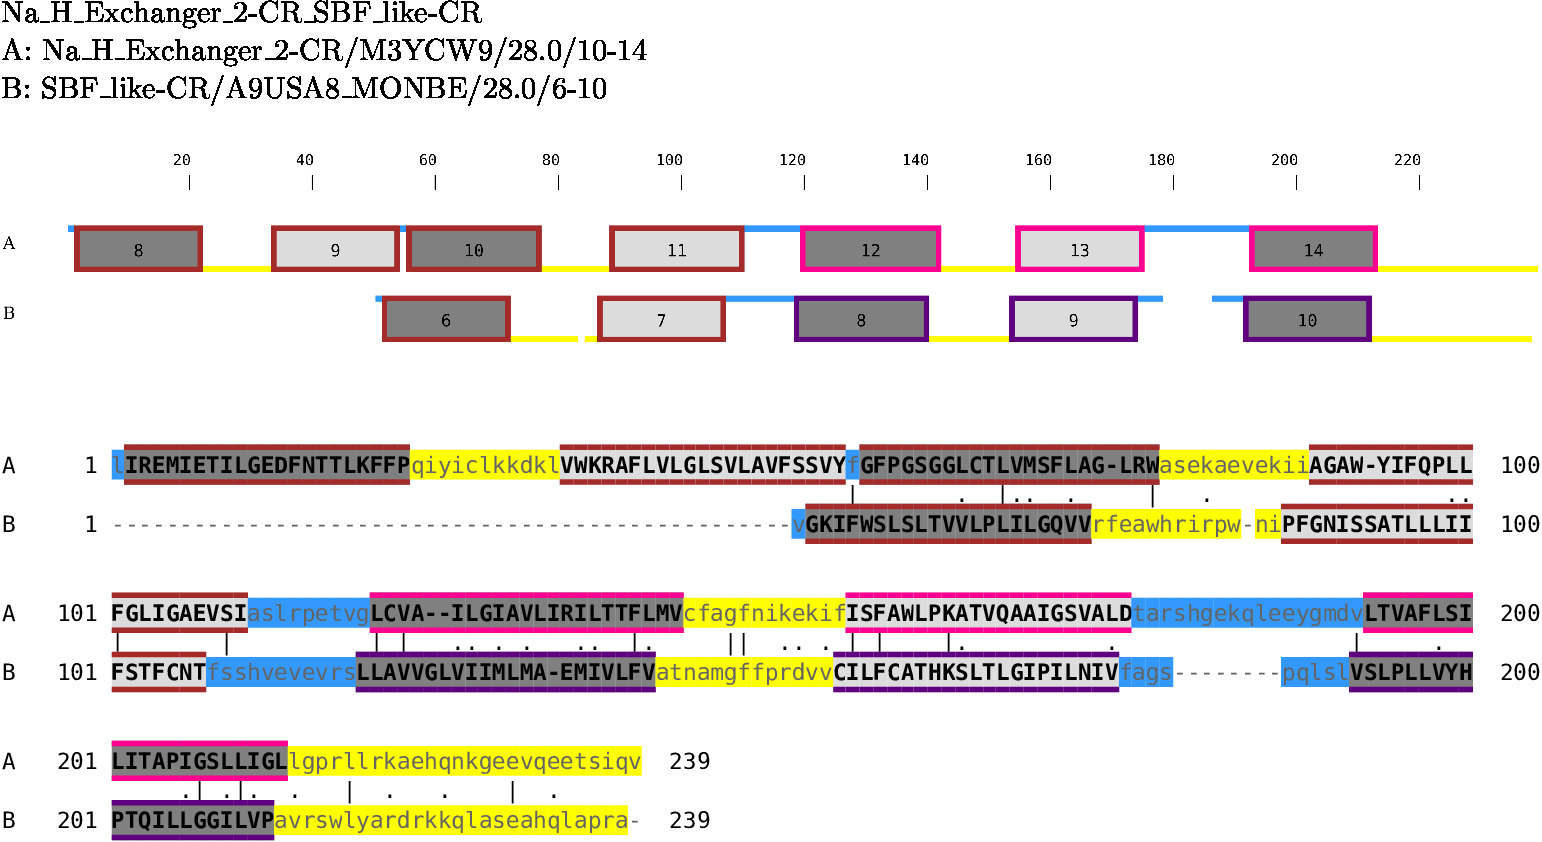 Na_H_Exchanger_2-CR_SBF_like-CR
A: Na_H_Exchanger_2-CR/M3YCW9/28.0/10-14
B: SBF_like-CR/A9USA8_MONBE/28.0/6-10
20 40 60 80 100 120 140 160 180 200 220
A 8 9 10 11 12 13 14
B 6 7 8 9 10
A 1 lIREMIETILGEDFNTTLKFFPqiyiclkkdklVWKRAFLVLGLSVLAVFSSVYfGFPGSGGLCTLVMSFLAG-LRWasekaevekiiAGAW-YIFQPLL 100
B 1 --------------------------------------------------vGKIFWSLSLTVVLPLILGQVVrfeawhrirpw-niPFGNISSATLLLII 100
A 101 FGLIGAEVSIaslrpetvgLCVA--ILGIAVLIRILTTFLMVcfagfnikekifISFAWLPKATVQAAIGSVALDtarshgekqleeygmdvLTVAFLSI 200
B 101 FSTFCNTfsshvevevrsLLAVVGLVIIMLMA-EMIVLFVatnamgffprdvvCILFCATHKSLTLGIPILNIVfags--------pqlslVSLPLLVYH 200
A 201 LITAPIGSLLIGLlgprllrkaehqnkgeevqeetsiqv 239
B 201 PTQILLGGILVPavrswlyardrkkqlaseahqlapra- 239